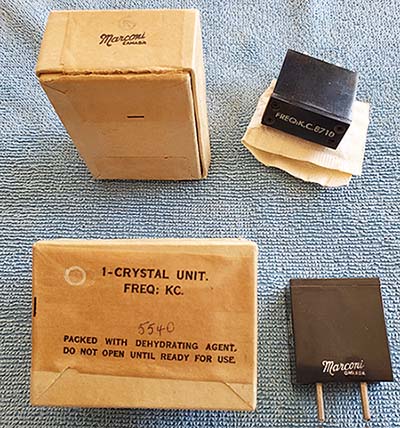 Marconi
CANADA
FREQ:K.C.8710
1-CRYSTAL UNIT.
FREQ: KC.
5540
PACKED WITH DEHYDRATING AGENT.
DO NOT OPEN UNTIL READY FOR USE.
Marconi
CANADA